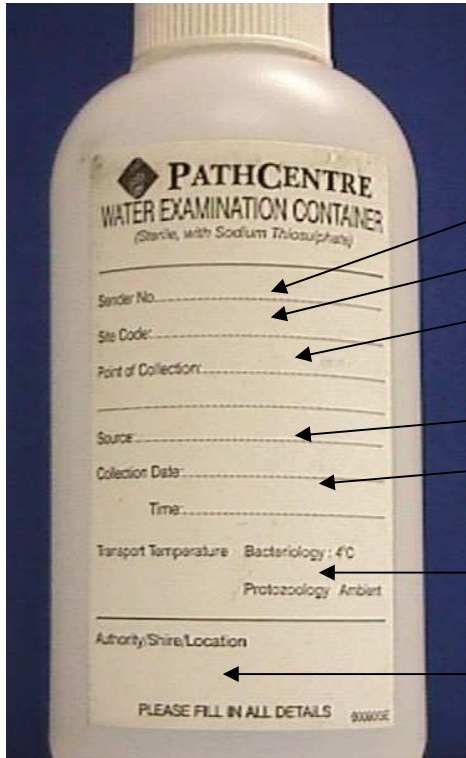 PATHCENTRE
WATER EXAMINATION CONTAINER
(Sterile, with Sodium Thiosulphate)
Sender No.
Site Code:
Point of Collection:
Source:
Collection Date:
Time:
Transport Temperature Bacteriology : 4°C
Protozoology Ambient
Authority/Shire/Location
PLEASE FILL IN ALL DETAILS